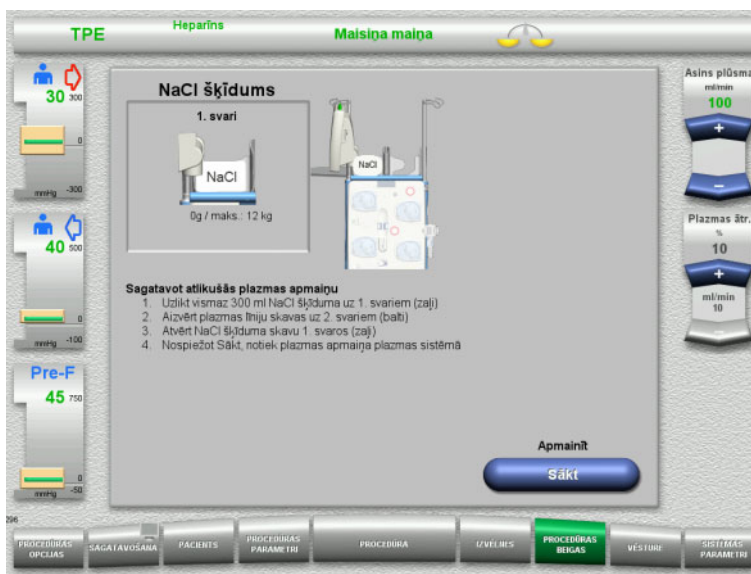 TPE
Heparīns
Maisiņa maiņa
30 300
0
mmHg -300
40 500
0
mmHg -100
Pre-F
45 750
0
mmHg -50
NaCl šķīdums
1. svari
NaCl
0g / maks.: 12 kg
NaCl
Sagatavot atlikušās plazmas apmaiņu
1. Uzlikt vismaz 300 ml NaCl šķīduma uz 1. svariem (zaļi)
2. Aizvērt plazmas līniju skavas uz 2. svariem (balti)
3. Atvērt NaCl šķīduma skavu 1. svaros (zaļi)
4. Nospiežot Sākt, notiek plazmas apmaiņa plazmas sistēmā
Apmainīt
Sākt
Asins plūsma
ml/min
100
+
−
Plazmas ātr.
%
10
+
ml/min
10
296
PROCEDŪRAS OPCIJAS
SAGATAVOŠANA
PACIENTS
PROCEDŪRAS PARAMETRI
PROCEDŪRA
IZVĒLNES
PROCEDŪRAS BEIGAS
VĒSTURE
SISTĒMAS PARAMETRI